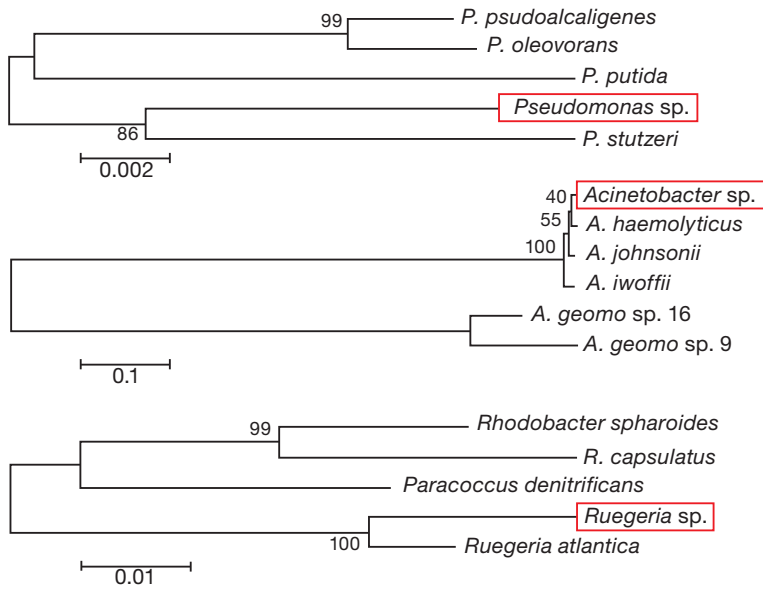 99
P. psudoalcaligenes
P. oleovorans
P. putida
Pseudomonas sp.
86
P. stutzeri
0.002
40
Acinetobacter sp.
55
A. haemolyticus
100
A. johnsonii
A. iwoffii
A. geomo sp. 16
A. geomo sp. 9
0.1
99
Rhodobacter spharoides
R. capsulatus
Paracoccus denitrificans
Ruegeria sp.
100
Ruegeria atlantica
0.01